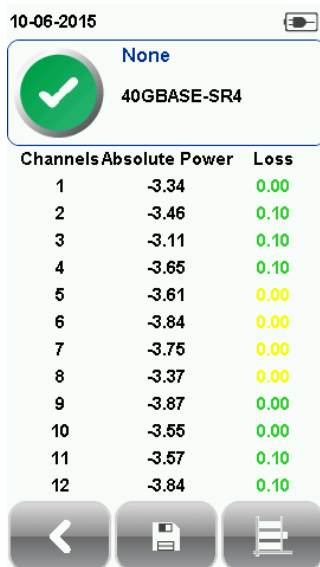 10-06-2015
None
40GBASE-SR4
Channels Absolute Power Loss
1 -3.34 0.00
2 -3.46 0.10
3 -3.11 0.10
4 -3.65 0.10
5 -3.61 0.00
6 -3.84 0.00
7 -3.75 0.00
8 -3.37 0.00
9 -3.87 0.00
10 -3.55 0.00
11 -3.57 0.10
12 -3.84 0.10